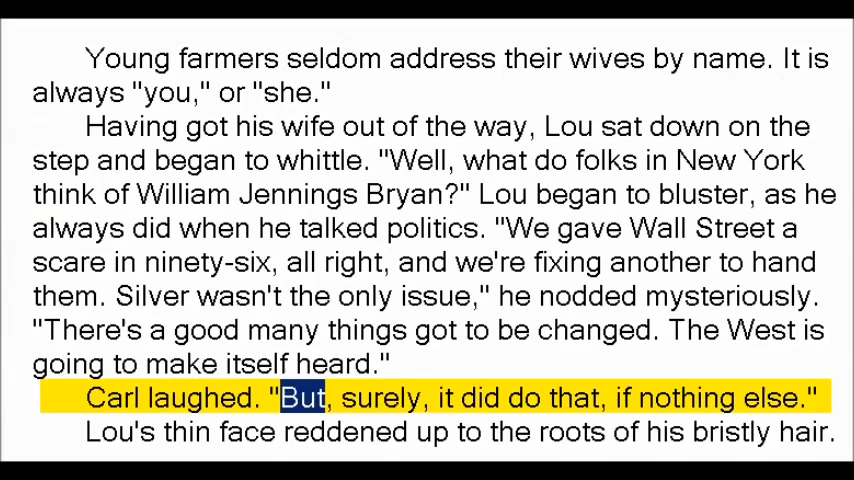 Young farmers seldom address their wives by name. It is
always "you," or "she."
Having got his wife out of the way, Lou sat down on the
step and began to whittle. "Well, what do folks in New York
think of William Jennings Bryan?" Lou began to bluster, as he
always did when he talked politics. "We gave Wall Street a
scare in ninety-six, all right, and we're fixing another to hand
them. Silver wasn't the only issue," he nodded mysteriously.
"There's a good many things got to be changed. The West is
going to make itself heard."
Carl laughed. "But, surely, it did do that, if nothing else."
Lou's thin face reddened up to the roots of his bristly hair.